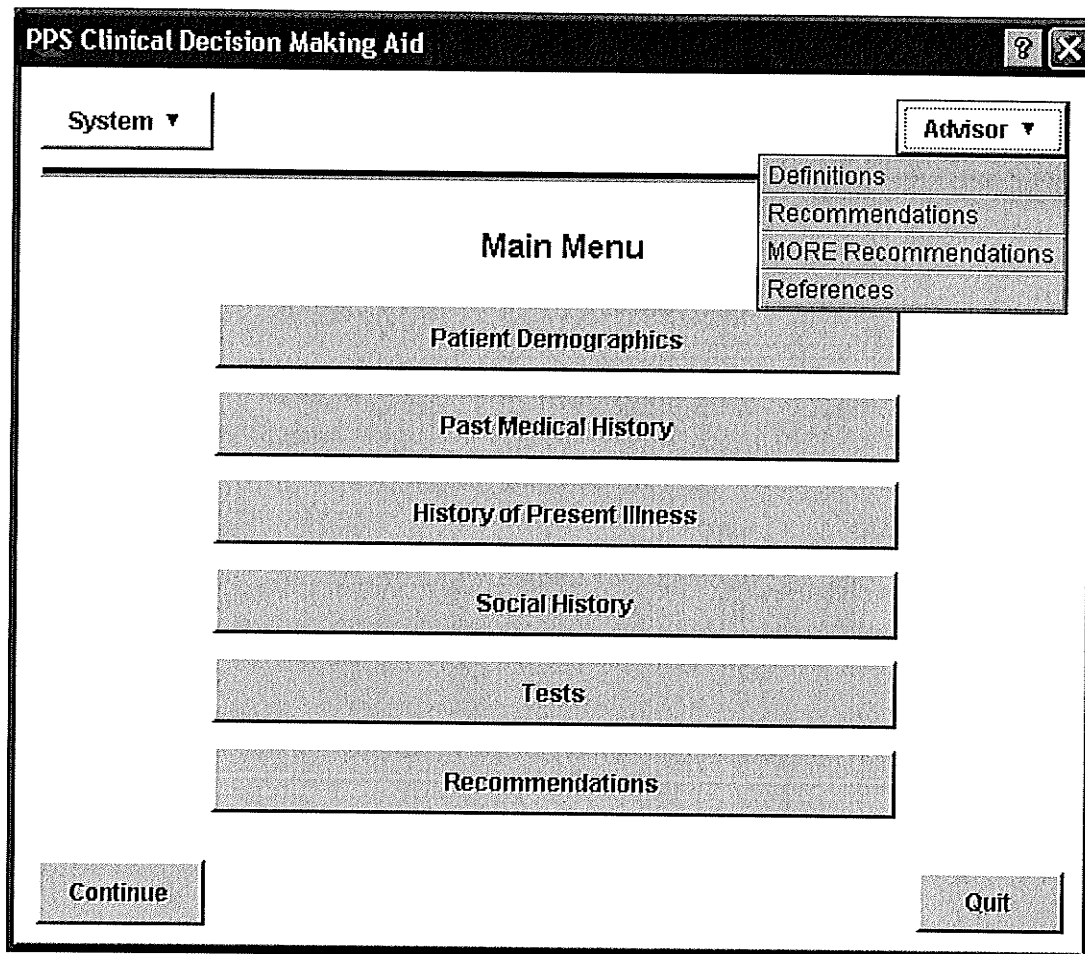 PPS Clinical Decision Making Aid
?
System ▼
Advisor ▼
Definitions
Recommendations
MORE Recommendations
References
Main Menu
Patient Demographics
Past Medical History
History of Present Illness
Social History
Tests
Recommendations
Continue
Quit